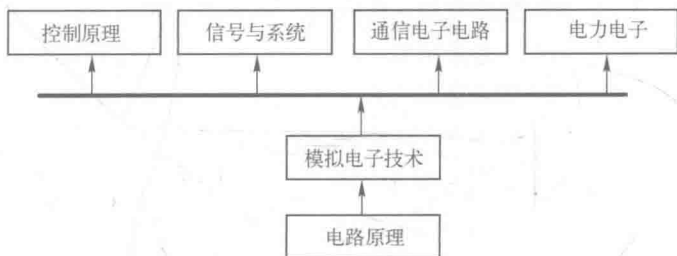 控制原理
信号与系统
通信电子电路
电力电子
模拟电子技术
电路原理